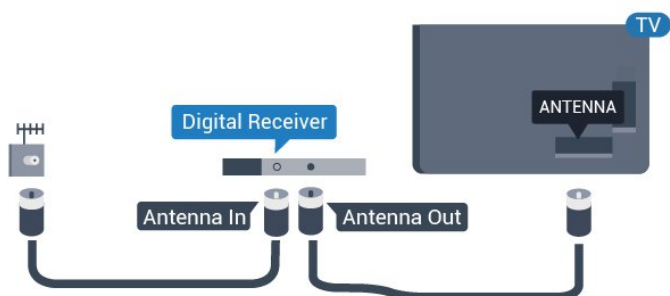 TV
ANTENNA
Digital Receiver
Antenna In
Antenna Out